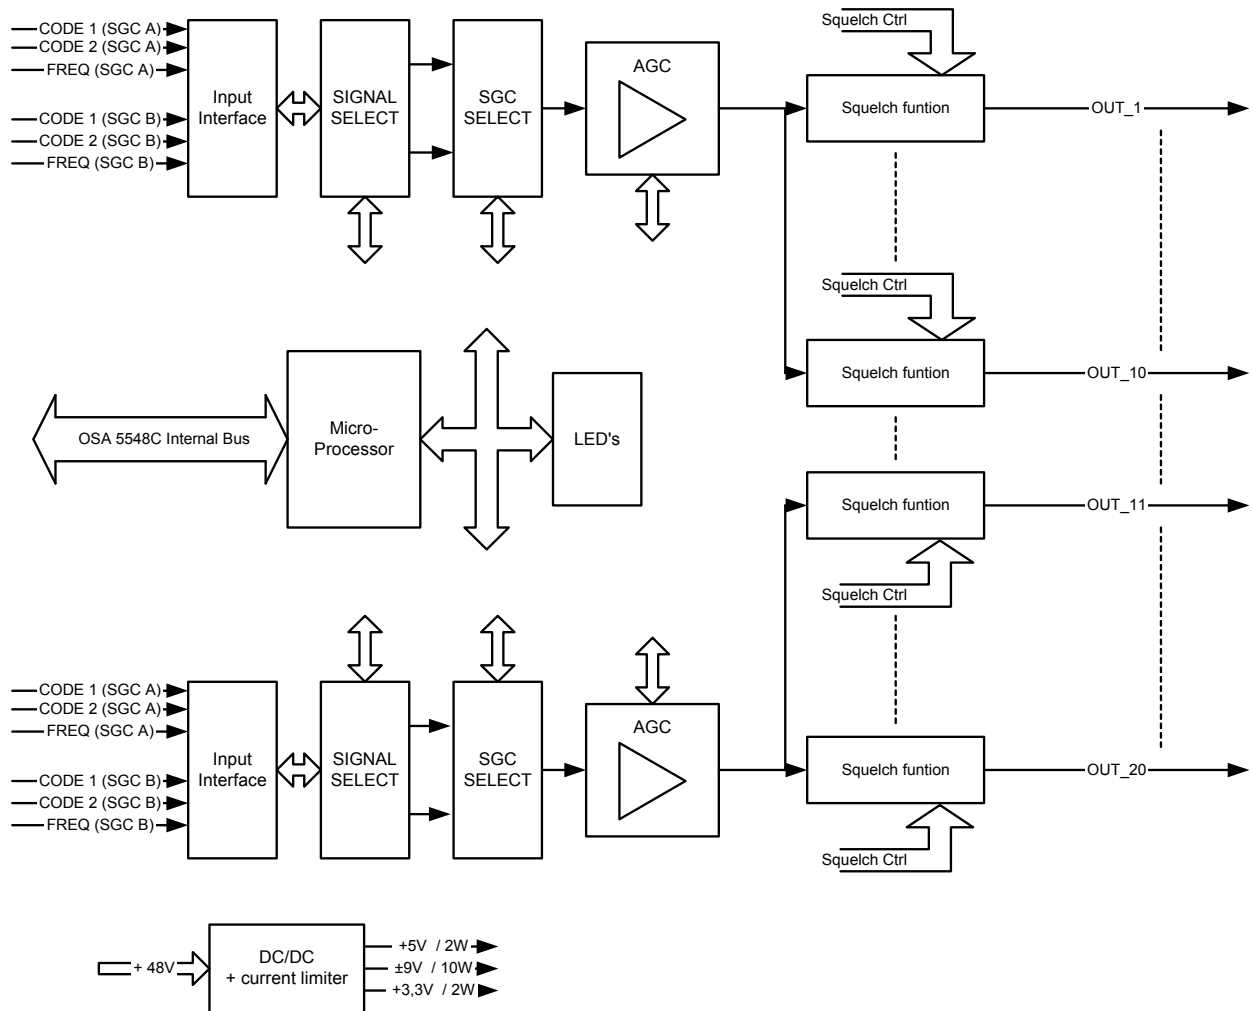 CODE 1 (SGC A)
CODE 2 (SGC A)
FREQ (SGC A)
CODE 1 (SGC B)
CODE 2 (SGC B)
FREQ (SGC B)
Input
Interface
SIGNAL
SELECT
SGC
SELECT
AGC
Squelch Ctrl
Squelch funtion
OUT_1
Squelch Ctrl
Squelch funtion
OUT_10
OSA 5548C Internal Bus
Micro-
Processor
LED's
Squelch funtion
OUT_11
Squelch Ctrl
CODE 1 (SGC A)
CODE 2 (SGC A)
FREQ (SGC A)
CODE 1 (SGC B)
CODE 2 (SGC B)
FREQ (SGC B)
Input
Interface
SIGNAL
SELECT
SGC
SELECT
AGC
Squelch funtion
OUT_20
Squelch Ctrl
+ 48V
DC/DC
+ current limiter
+5V / 2W
±9V / 10W
+3,3V / 2W